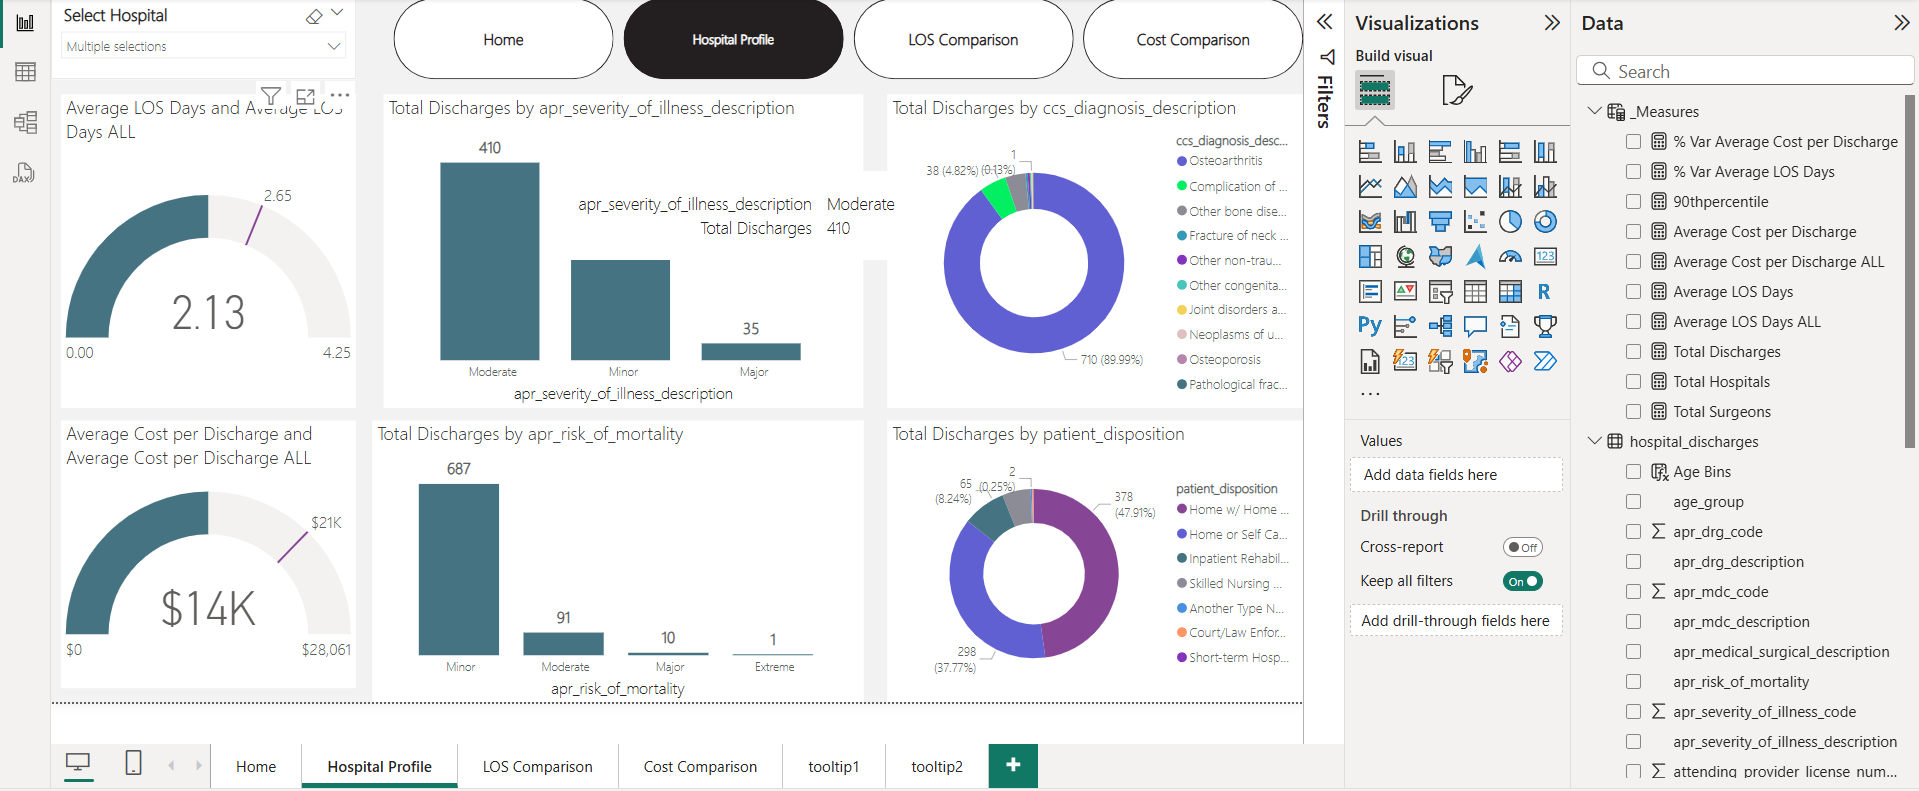 Select Hospital
Multiple selections
Home
Hospital Profile
LOS Comparison
Cost Comparison
Average LOS Days and Average LOS
Days ALL
2.65
2.13
0.00
4.25
Total Discharges by apr_severity_of_illness_description
410
35
Moderate
Minor
Major
apr_severity_of_illness_description
apr_severity_of_illness_description Moderate
Total Discharges 410
Total Discharges by ccs_diagnosis_description
1
38 (4.82%)
(0.13%)
710 (89.99%)
ccs_diagnosis_desc...
Osteoarthritis
Complication of ...
Other bone dise...
Fracture of neck ...
Other non-trau...
Other congenita...
Joint disorders a...
Neoplasms of u...
Osteoporosis
Pathological frac...
Average Cost per Discharge and
Average Cost per Discharge ALL
$21K
$14K
$0
$28,061
Total Discharges by apr_risk_of_mortality
687
91
10
1
Minor
Moderate
Major
Extreme
apr_risk_of_mortality
Total Discharges by patient_disposition
2
(0.25%)
65
(8.24%)
378
(47.91%)
298
(37.77%)
patient_disposition
Home w/ Home ...
Home or Self Ca...
Inpatient Rehabil...
Skilled Nursing ...
Another Type N...
Court/Law Enfor...
Short-term Hosp...
Home
Hospital Profile
LOS Comparison
Cost Comparison
tooltip1
tooltip2
+
DAX
Filters
Visualizations
Build visual
123
R
Py
123
...
Values
Add data fields here
Drill through
Cross-report
Off
Keep all filters
On
Add drill-through fields here
Data
Search
_Measures
% Var Average Cost per Discharge
% Var Average LOS Days
90thpercentile
Average Cost per Discharge
Average Cost per Discharge ALL
Average LOS Days
Average LOS Days ALL
Total Discharges
Total Hospitals
Total Surgeons
hospital_discharges
Age Bins
age_group
apr_drg_code
apr_drg_description
apr_mdc_code
apr_mdc_description
apr_medical_surgical_description
apr_risk_of_mortality
apr_severity_of_illness_code
apr_severity_of_illness_description
attending_provider_license_num...